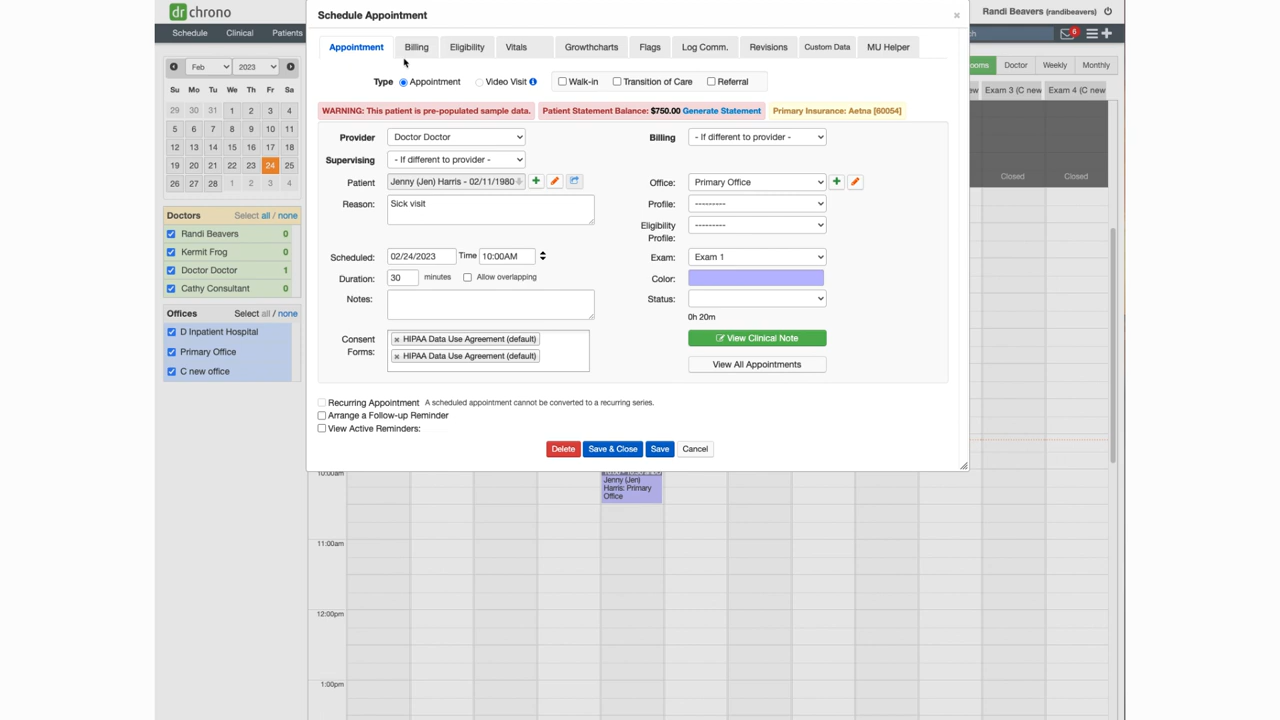 drchrono
Randi Beavers (randibeavers)
Schedule Clinical Patients
6
Schedule Appointment
×
Appointment Billing Eligibility Vitals Growthcharts Flags Log Comm. Revisions Custom Data MU Helper
Type Appointment Video Visit Walk-in Transition of Care Referral
WARNING: This patient is pre-populated sample data. Patient Statement Balance: $750.00 Generate Statement Primary Insurance: Aetna [60054]
Provider Doctor Doctor Billing - If different to provider -
Supervising - If different to provider -
Patient Jenny (Jen) Harris - 02/11/1980 Office: Primary Office
Reason: Sick visit Profile: ---------
Eligibility Profile: ---------
Scheduled: 02/24/2023 Time 10:00AM Exam: Exam 1
Duration: 30 minutes Allow overlapping Color:
Notes: Status:
0h 20m
Consent Forms: × HIPAA Data Use Agreement (default)
× HIPAA Data Use Agreement (default)
View Clinical Note
View All Appointments
Recurring Appointment A scheduled appointment cannot be converted to a recurring series.
Arrange a Follow-up Reminder
View Active Reminders:
Delete Save & Close Save Cancel
Feb 2023
Su Mo Tu We Th Fr Sa
29 30 31 1 2 3 4
5 6 7 8 9 10 11
12 13 14 15 16 17 18
19 20 21 22 23 24 25
26 27 28 1 2 3 4
Doctors Select all / none
Randi Beavers 0
Kermit Frog 0
Doctor Doctor 1
Cathy Consultant 0
Offices Select all / none
D Inpatient Hospital
Primary Office
C new office
Doctor Weekly Monthly
Exam 3 (C new Exam 4 (C new
Closed Closed
10:00am
Jenny (Jen)
Harris: Primary
Office
11:00am
12:00pm
1:00pm